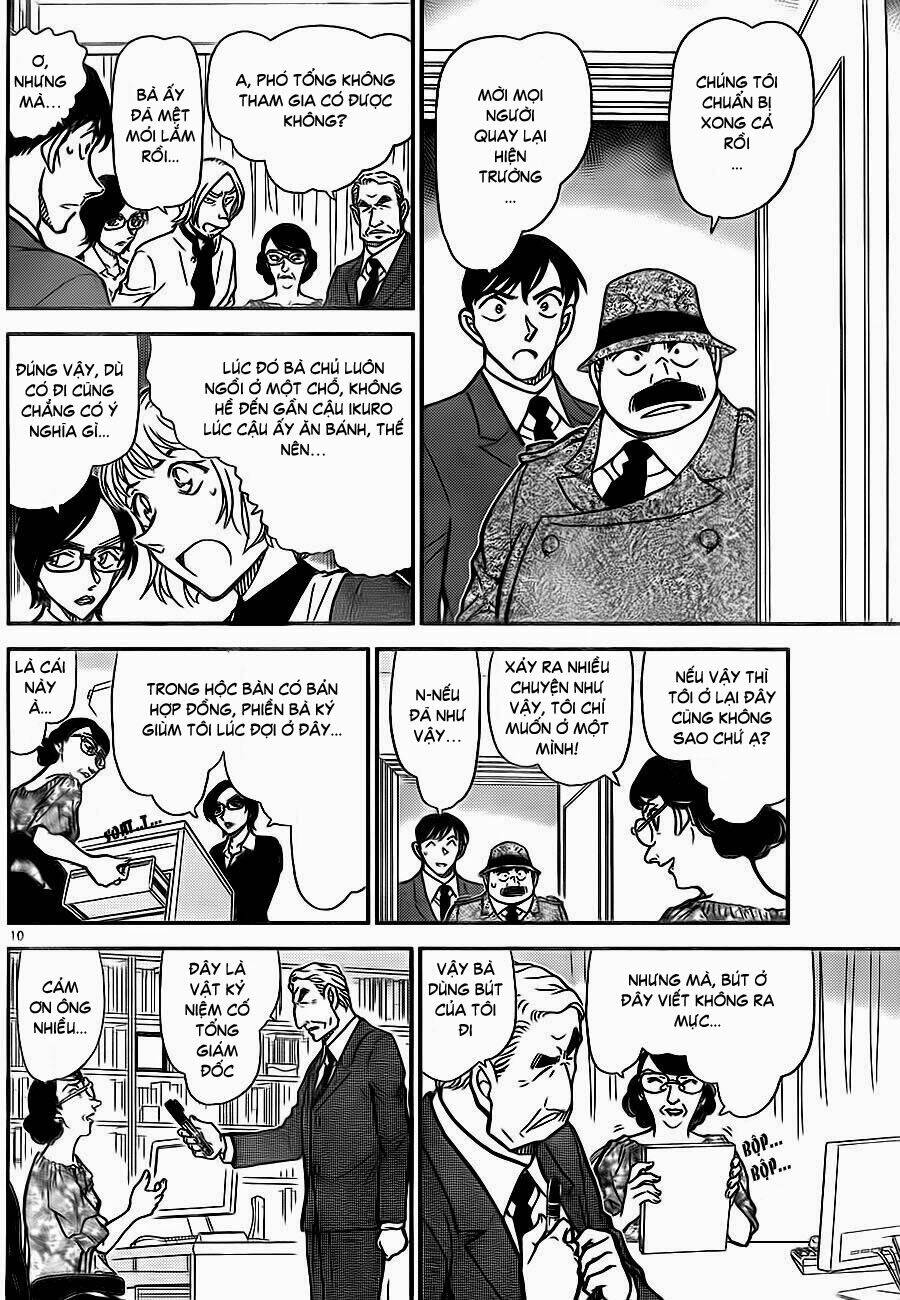 CHÚNG TÔI
CHUẨN BỊ
XONG CẢ
RỒI
...
MỜI MỌI
NGƯỜI
QUAY LẠI
HIỆN
TRƯỜNG
...
A, PHÓ TỔNG KHÔNG
THAM GIA CÓ ĐƯỢC
KHÔNG?
BÀ ẤY
ĐÃ MỆT
MỎI LẮM
RỒI...
Ơ,
NHƯNG
MÀ...
LÚC ĐÓ BÀ CHỦ LUÔN
NGỒI Ở MỘT CHỖ, KHÔNG
HỀ ĐẾN GẦN CẬU IKURO
LÚC CẬU ẤY ĂN BÁNH, THẾ
NÊN...
ĐÚNG VẬY, DÙ
CÓ ĐI CŨNG
CHẲNG CÓ Ý
NGHĨA GÌ...
NẾU VẬY THÌ
TÔI Ở LẠI ĐÂY
CŨNG KHÔNG
SAO CHỨ Ạ?
XẢY RA NHIỀU
CHUYỆN NHƯ
VẬY, TÔI CHỈ
MUỐN Ở MỘT
MÌNH!
N-NẾU
ĐÃ NHƯ
VẬY...
TRONG HỘC BÀN CÓ BẢN
HỢP ĐỒNG, PHIỀN BÀ KÝ
GIÙM TÔI LÚC ĐỢI Ở ĐÂY...
LÀ CÁI
NÀY
À...
10
NHƯNG MÀ, BÚT Ở
ĐÂY VIẾT KHÔNG RA
MỰC...
BỘP...
BỘP...
VẬY BÀ
DÙNG BÚT
CỦA TÔI
ĐI
ĐÂY LÀ
VẬT KỶ
NIỆM CỐ
TỔNG
GIÁM
ĐỐC
CẢM
ƠN ÔNG
NHIỀU...